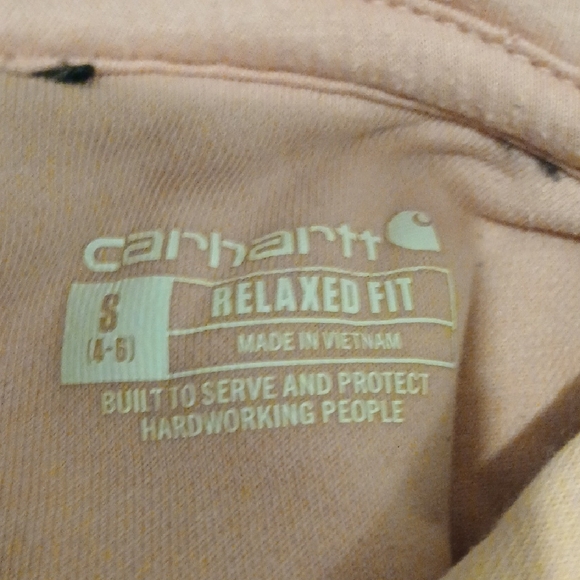 carhartt
S
(4-6)
RELAXED FIT
MADE IN VIETNAM
BUILT TO SERVE AND PROTECT
HARDWORKING PEOPLE